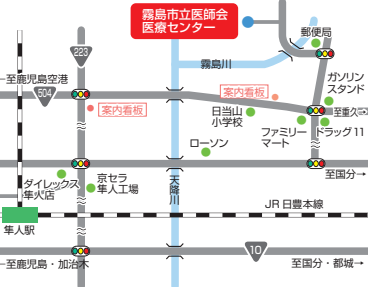 霧島市立医師会
医療センター
郵便局
223
霧島川
ガソリン
スタンド
←至鹿児島空港
504
案内看板
案内看板
日当山
小学校
至重久→
ファミリー
マート
ドラッグ11
ローソン
ダイレックス
隼人店
京セラ
隼人工場
天降川
至国分→
JR日豊本線
隼人駅
10
←至鹿児島・加治木
至国分・都城→